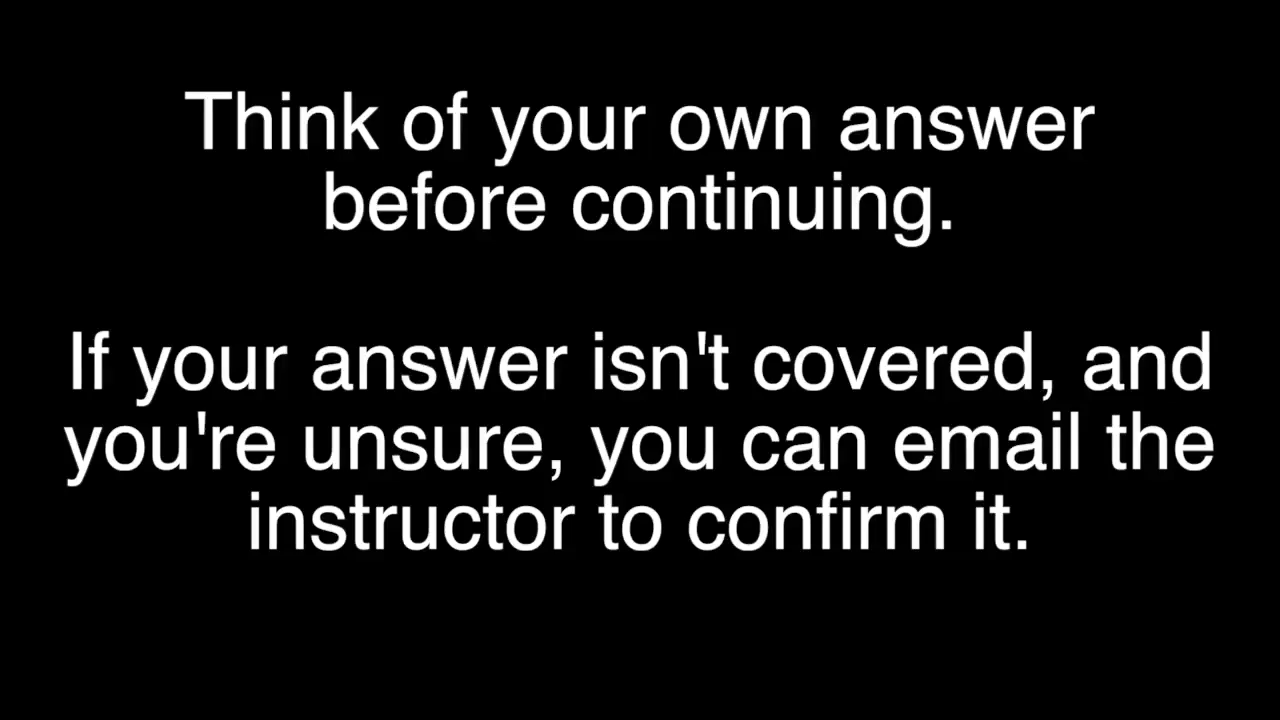 Think of your own answer
before continuing.
If your answer isn't covered, and
you're unsure, you can email the
instructor to confirm it.